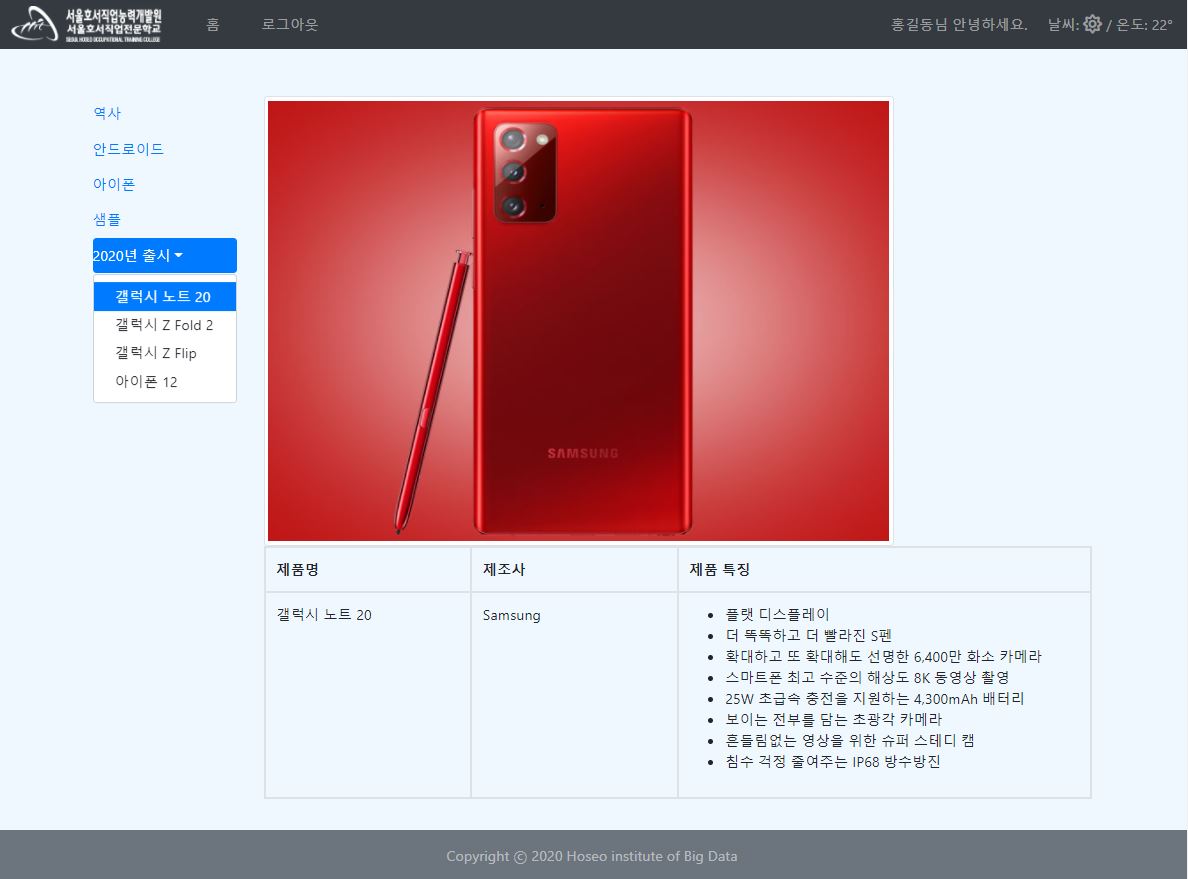 서울호서직업능력개발원
서울호서직업전문학교
SEOUL HOSEO OCCUPATIONAL TRAINING COLLEGE
홈
로그아웃
홍길동님 안녕하세요.
날씨: / 온도: 22°
역사
안드로이드
아이폰
샘플
2020년 출시
갤럭시 노트 20
갤럭시 Z Fold 2
갤럭시 Z Flip
아이폰 12
SAMSUNG
제품명
제조사
제품 특징
갤럭시 노트 20
Samsung
플랫 디스플레이
더 똑똑하고 더 빨라진 S펜
확대하고 또 확대해도 선명한 6,400만 화소 카메라
스마트폰 최고 수준의 해상도 8K 동영상 촬영
25W 초급속 충전을 지원하는 4,300mAh 배터리
보이는 전부를 담는 초광각 카메라
흔들림없는 영상을 위한 슈퍼 스테디 캠
침수 걱정 줄여주는 IP68 방수방진
Copyright ⓒ 2020 Hoseo institute of Big Data